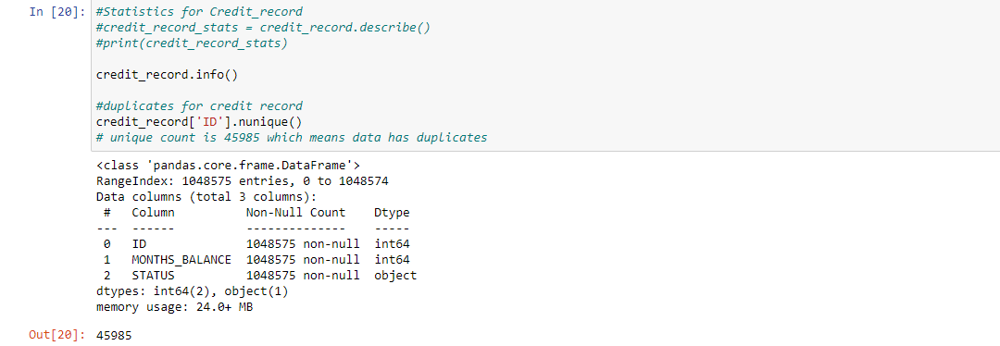 In [20]: #Statistics for Credit_record
#credit_record_stats = credit_record.describe()
#print(credit_record_stats)
credit_record.info()
#duplicates for credit record
credit_record['ID'].nunique()
# unique count is 45985 which means data has duplicates
<class 'pandas.core.frame.DataFrame'>
RangeIndex: 1048575 entries, 0 to 1048574
Data columns (total 3 columns):
 #   Column          Non-Null Count    Dtype
---  ------          --------------    -----
 0   ID              1048575 non-null  int64
 1   MONTHS_BALANCE  1048575 non-null  int64
 2   STATUS          1048575 non-null  object
dtypes: int64(2), object(1)
memory usage: 24.0+ MB
Out[20]: 45985